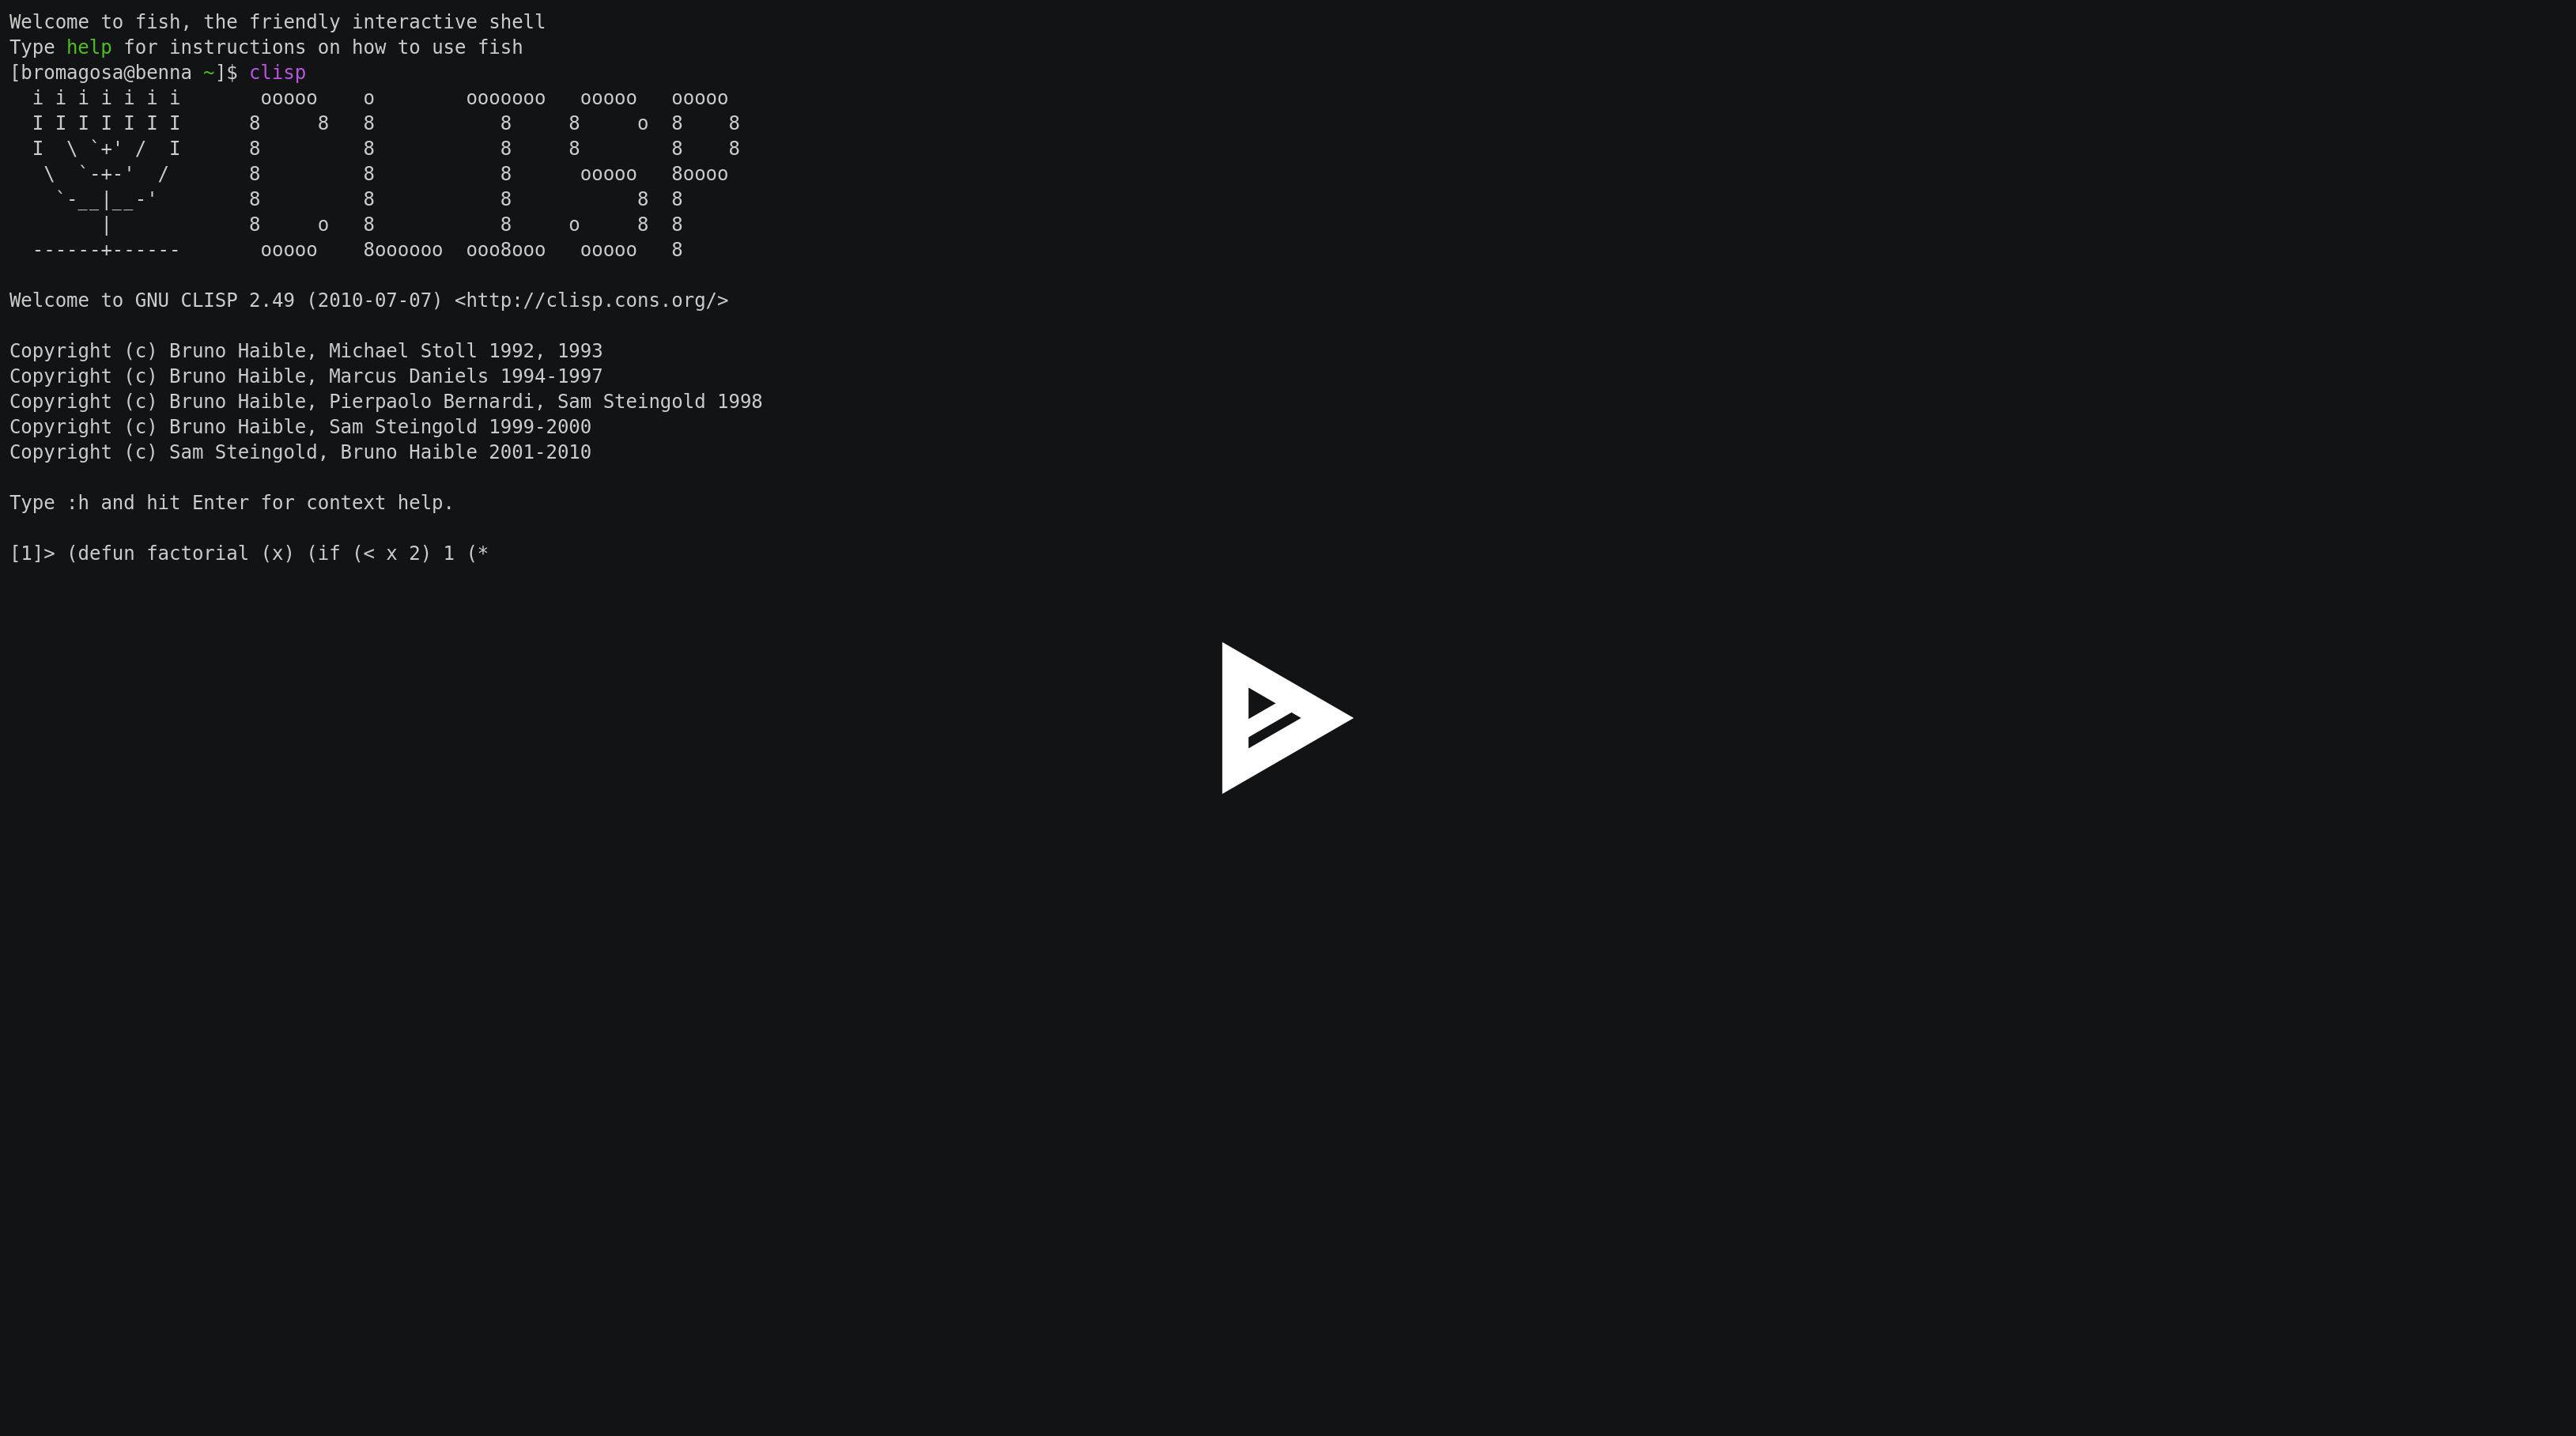 Welcome to fish, the friendly interactive shell
Type help for instructions on how to use fish
[bromagosa@benna ~]$ clisp
  i i i i i i i       ooooo    o        ooooooo   ooooo   ooooo
  I I I I I I I      8     8   8           8     8     o  8    8
  I  \ `+' /  I      8         8           8     8        8    8
   \  `-+-'  /       8         8           8      ooooo   8oooo
    `-__|__-'        8         8           8           8  8
        |            8     o   8           8     o     8  8
  ------+------       ooooo    8oooooo  ooo8ooo   ooooo   8

Welcome to GNU CLISP 2.49 (2010-07-07) <http://clisp.cons.org/>

Copyright (c) Bruno Haible, Michael Stoll 1992, 1993
Copyright (c) Bruno Haible, Marcus Daniels 1994-1997
Copyright (c) Bruno Haible, Pierpaolo Bernardi, Sam Steingold 1998
Copyright (c) Bruno Haible, Sam Steingold 1999-2000
Copyright (c) Sam Steingold, Bruno Haible 2001-2010

Type :h and hit Enter for context help.

[1]> (defun factorial (x) (if (< x 2) 1 (*